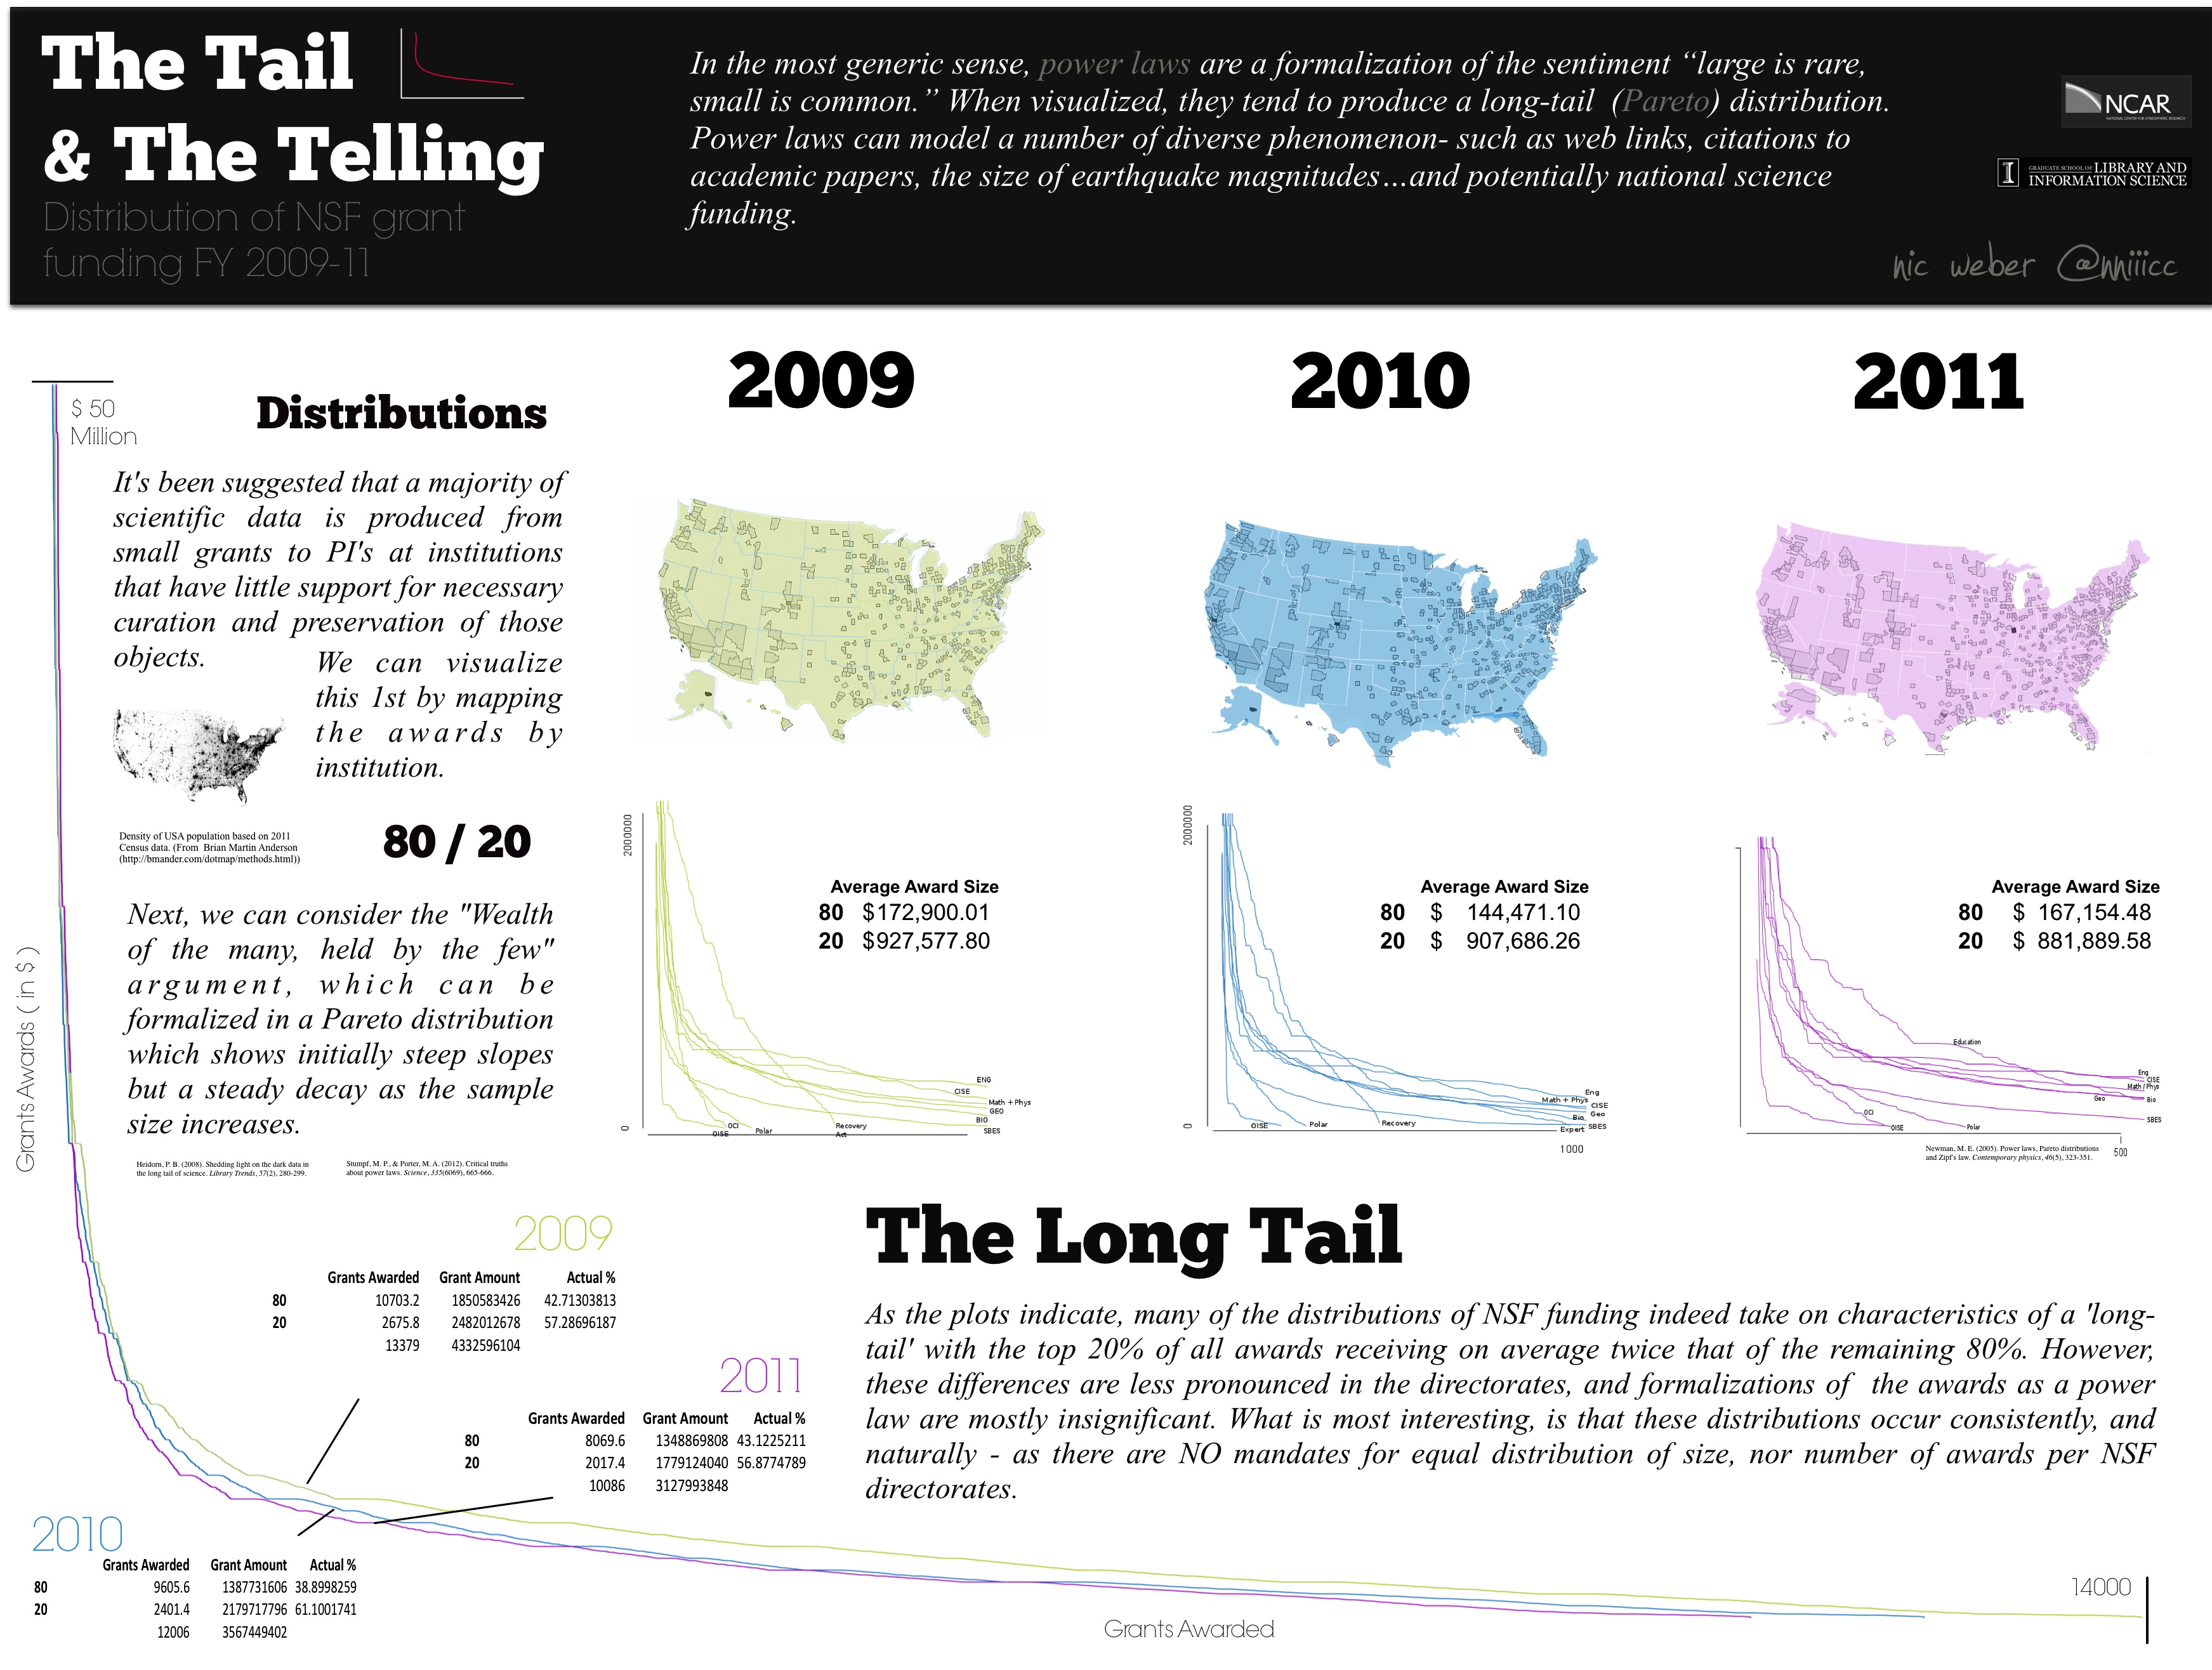 The Tail
& The Telling
Distribution of NSF grant
funding FY 2009-11
In the most generic sense, power laws are a formalization of the sentiment “large is rare,
small is common.” When visualized, they tend to produce a long-tail (Pareto) distribution.
Power laws can model a number of diverse phenomenon- such as web links, citations to
academic papers, the size of earthquake magnitudes...and potentially national science
funding.
NCAR
NATIONAL CENTER FOR ATMOSPHERIC RESEARCH
I GRADUATE SCHOOL OF LIBRARY AND
INFORMATION SCIENCE
nic weber @nniiicc
$ 50
Million
Grants Awards ( in $ )
Distributions
It's been suggested that a majority of
scientific data is produced from
small grants to PI's at institutions
that have little support for necessary
curation and preservation of those
objects.
We can visualize
this 1st by mapping
the awards by
institution.
Density of USA population based on 2011
Census data. (From Brian Martin Anderson
(http://bmander.com/dotmap/methods.html))
80 / 20
Next, we can consider the "Wealth
of the many, held by the few"
argument, which can be
formalized in a Pareto distribution
which shows initially steep slopes
but a steady decay as the sample
size increases.
Heidorn, P. B. (2008). Shedding light on the dark data in
the long tail of science. Library Trends, 57(2), 280-299.
Stumpf, M. P., & Porter, M. A. (2012). Critical truths
about power laws. Science, 335(6069), 665-666.
2009
2000000
0
Average Award Size
80 $172,900.01
20 $927,577.80
ENG
CISE
Math + Phys
GEO
BIO
SBES
OCI
OISE
Polar
Recovery
Act
2010
2000000
0
Average Award Size
80 $ 144,471.10
20 $ 907,686.26
Eng
Math + Phys
CISE
Geo
Bio
SBES
Expert
OISE
Polar
Recovery
1000
2011
Average Award Size
80 $ 167,154.48
20 $ 881,889.58
Education
Eng
CISE
Math / Phys
Geo
Bio
SBES
OCI
OISE
Polar
500
Newman, M. E. (2005). Power laws, Pareto distributions
and Zipf's law. Contemporary physics, 46(5), 323-351.
2009
Grants Awarded Grant Amount Actual %
80 10703.2 1850583426 42.71303813
20 2675.8 2482012678 57.28696187
13379 4332596104
2011
Grants Awarded Grant Amount Actual %
80 8069.6 1348869808 43.1225211
20 2017.4 1779124040 56.8774789
10086 3127993848
2010
Grants Awarded Grant Amount Actual %
80 9605.6 1387731606 38.8998259
20 2401.4 2179717796 61.1001741
12006 3567449402
The Long Tail
As the plots indicate, many of the distributions of NSF funding indeed take on characteristics of a 'long-
tail' with the top 20% of all awards receiving on average twice that of the remaining 80%. However,
these differences are less pronounced in the directorates, and formalizations of the awards as a power
law are mostly insignificant. What is most interesting, is that these distributions occur consistently, and
naturally - as there are NO mandates for equal distribution of size, nor number of awards per NSF
directorates.
14000
Grants Awarded